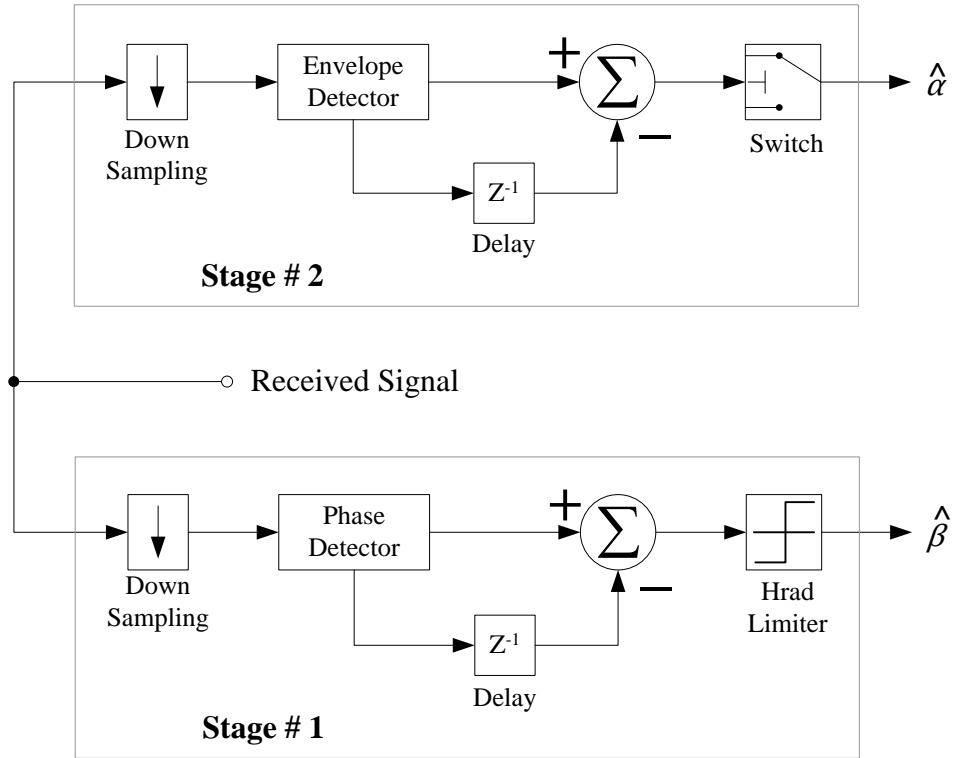 Envelope
Detector
+
Σ
α̂
Down
Sampling
−
Switch
Z⁻¹
Delay
Stage # 2
Received Signal
Phase
Detector
+
Σ
β̂
Down
Sampling
−
Hrad
Limiter
Z⁻¹
Delay
Stage # 1